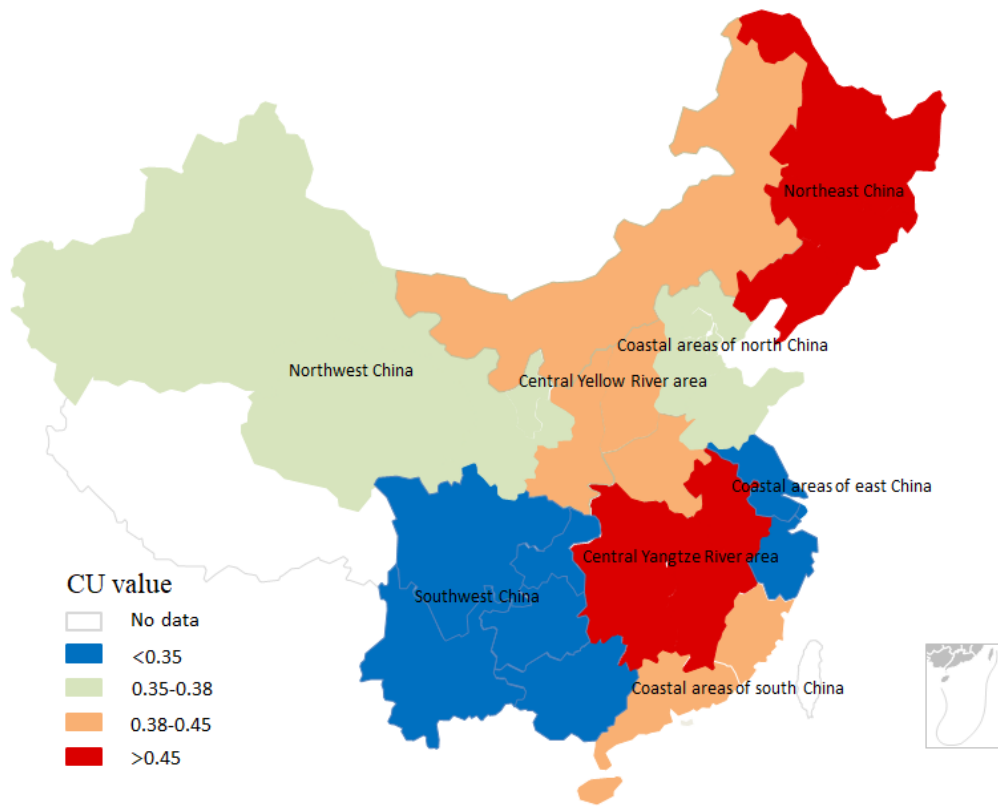 Northeast China
Coastal areas of north China
Northwest China
Central Yellow River area
Coastal areas of east China
Central Yangtze River area
Southwest China
Coastal areas of south China
CU value
No data
<0.35
0.35-0.38
0.38-0.45
>0.45